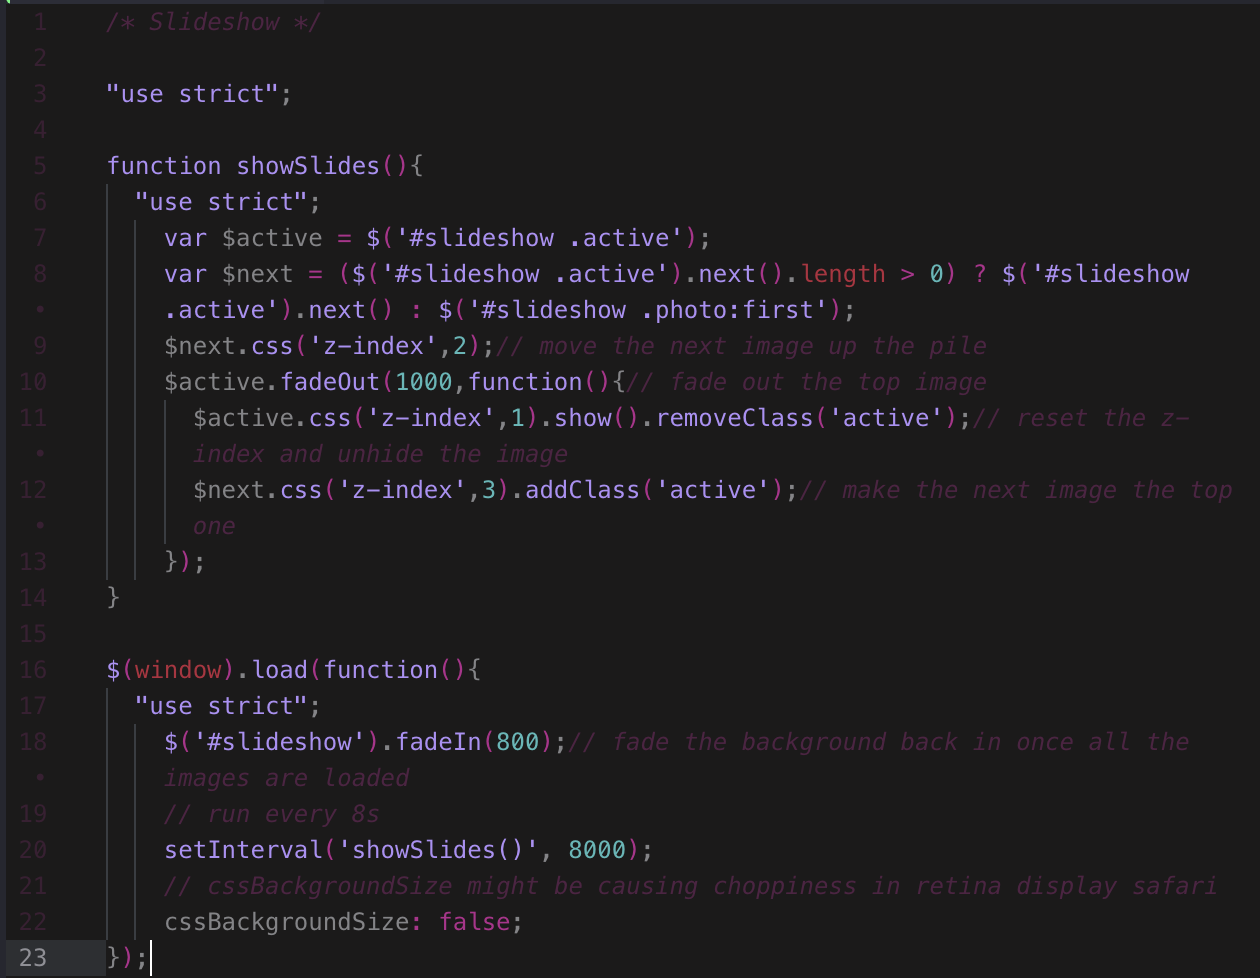 1 /* Slideshow */
2
3 "use strict";
4
5 function showSlides(){
6 "use strict";
7 var $active = $('#slideshow .active');
8 var $next = ($('#slideshow .active').next().length > 0) ? $('#slideshow
• .active').next() : $('#slideshow .photo:first');
9 $next.css('z-index',2);// move the next image up the pile
10 $active.fadeOut(1000,function(){// fade out the top image
11 $active.css('z-index',1).show().removeClass('active');// reset the z-
• index and unhide the image
12 $next.css('z-index',3).addClass('active');// make the next image the top
• one
13 });
14 }
15
16 $(window).load(function(){
17 "use strict";
18 $('#slideshow').fadeIn(800);// fade the background back in once all the
• images are loaded
19 // run every 8s
20 setInterval('showSlides()', 8000);
21 // cssBackgroundSize might be causing choppiness in retina display safari
22 cssBackgroundSize: false;
23 });